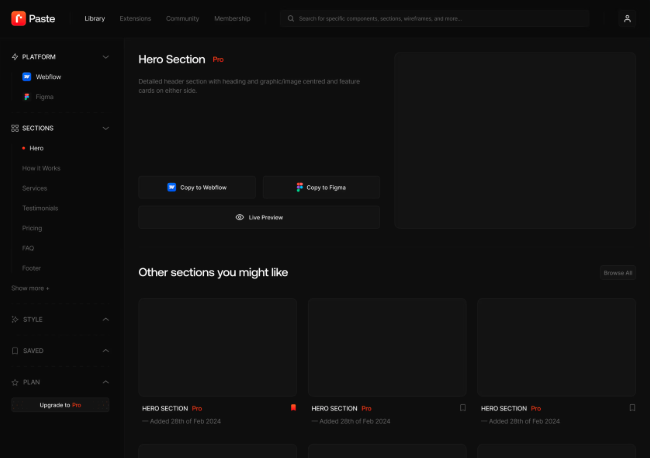 Paste
Library
Extensions
Community
Membership
Search for specific components, sections, wireframes, and more...
PLATFORM
Webflow
Figma
SECTIONS
Hero
How it Works
Services
Testimonials
Pricing
FAQ
Footer
Show more +
STYLE
SAVED
PLAN
Upgrade to Pro
Hero Section Pro
Detailed header section with heading and graphic/image centred and feature
cards on either side.
Copy to Webflow
Copy to Figma
Live Preview
Other sections you might like
Browse All
HERO SECTION Pro
— Added 28th of Feb 2024
HERO SECTION Pro
— Added 28th of Feb 2024
HERO SECTION Pro
— Added 28th of Feb 2024